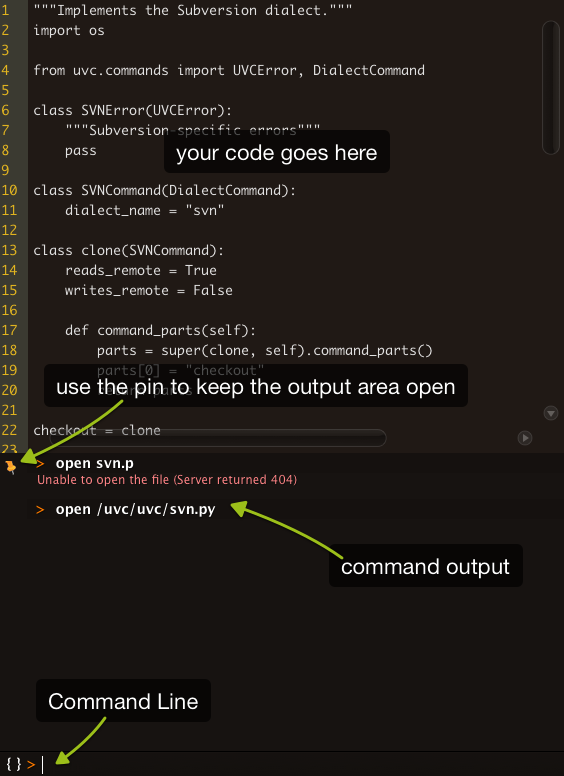 1 """Implements the Subversion dialect."""
2 import os
3
4 from uvc.commands import UVCError, DialectCommand
5
6 class SVNError(UVCError):
7 """Subversion-specific errors"""
8 pass
your code goes here
9
10 class SVNCommand(DialectCommand):
11 dialect_name = "svn"
12
13 class clone(SVNCommand):
14 reads_remote = True
15 writes_remote = False
16
17 def command_parts(self):
18 parts = super(clone, self).command_parts()
19 parts[0] = "checkout"
use the pin to keep the output area open
20 return parts
21
22 checkout = clone
23
> open svn.p
Unable to open the file (Server returned 404)
> open /uvc/uvc/svn.py
command output
Command Line
{} >